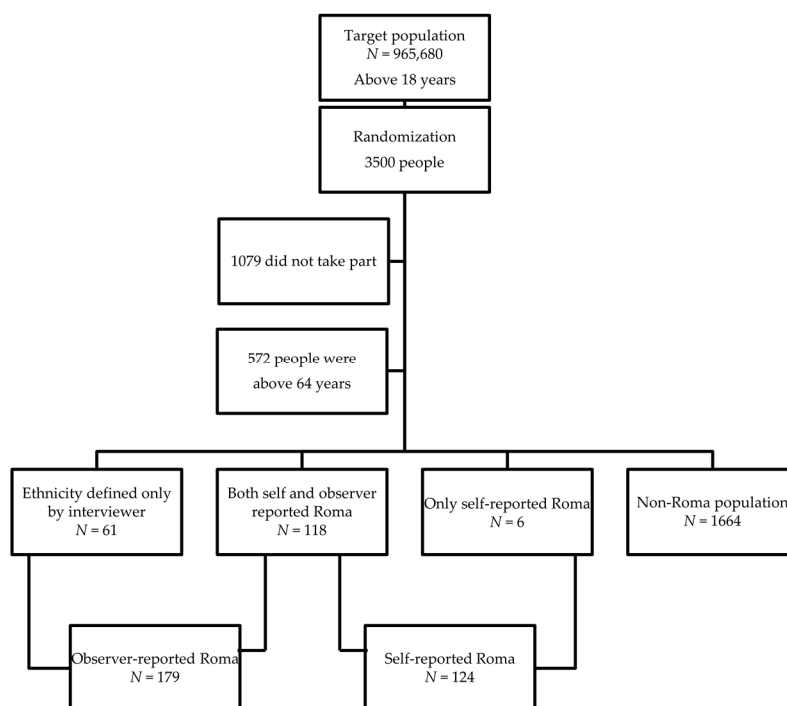 Target population
N = 965,680
Above 18 years
Randomization
3500 people
1079 did not take part
572 people were
above 64 years
Ethnicity defined only
by interviewer
N = 61
Both self and observer
reported Roma
N = 118
Only self-reported Roma
N = 6
Non-Roma population
N = 1664
Observer-reported Roma
N = 179
Self-reported Roma
N = 124